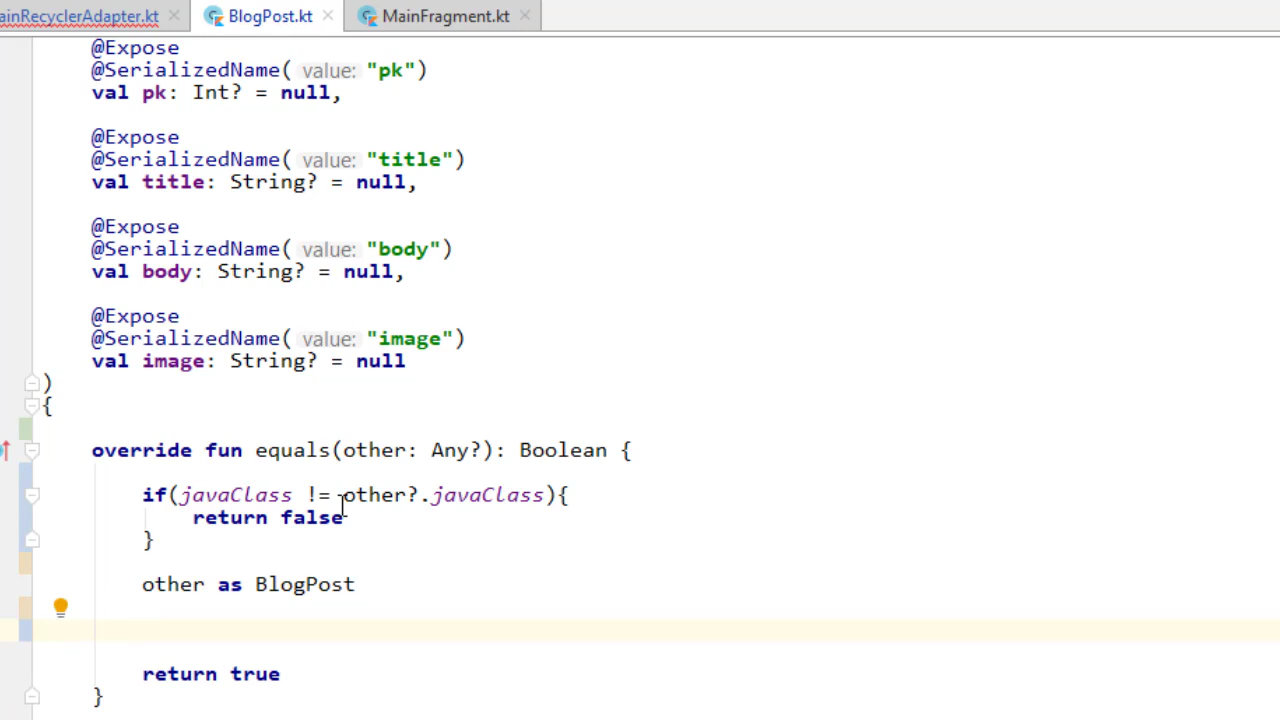 ainRecyclerAdapter.kt BlogPost.kt MainFragment.kt
@Expose
@SerializedName( value: "pk")
val pk: Int? = null,
@Expose
@SerializedName( value: "title")
val title: String? = null,
@Expose
@SerializedName( value: "body")
val body: String? = null,
@Expose
@SerializedName( value: "image")
val image: String? = null
)
{
override fun equals(other: Any?): Boolean {
if(javaClass != other?.javaClass){
return false
}
other as BlogPost
return true
}